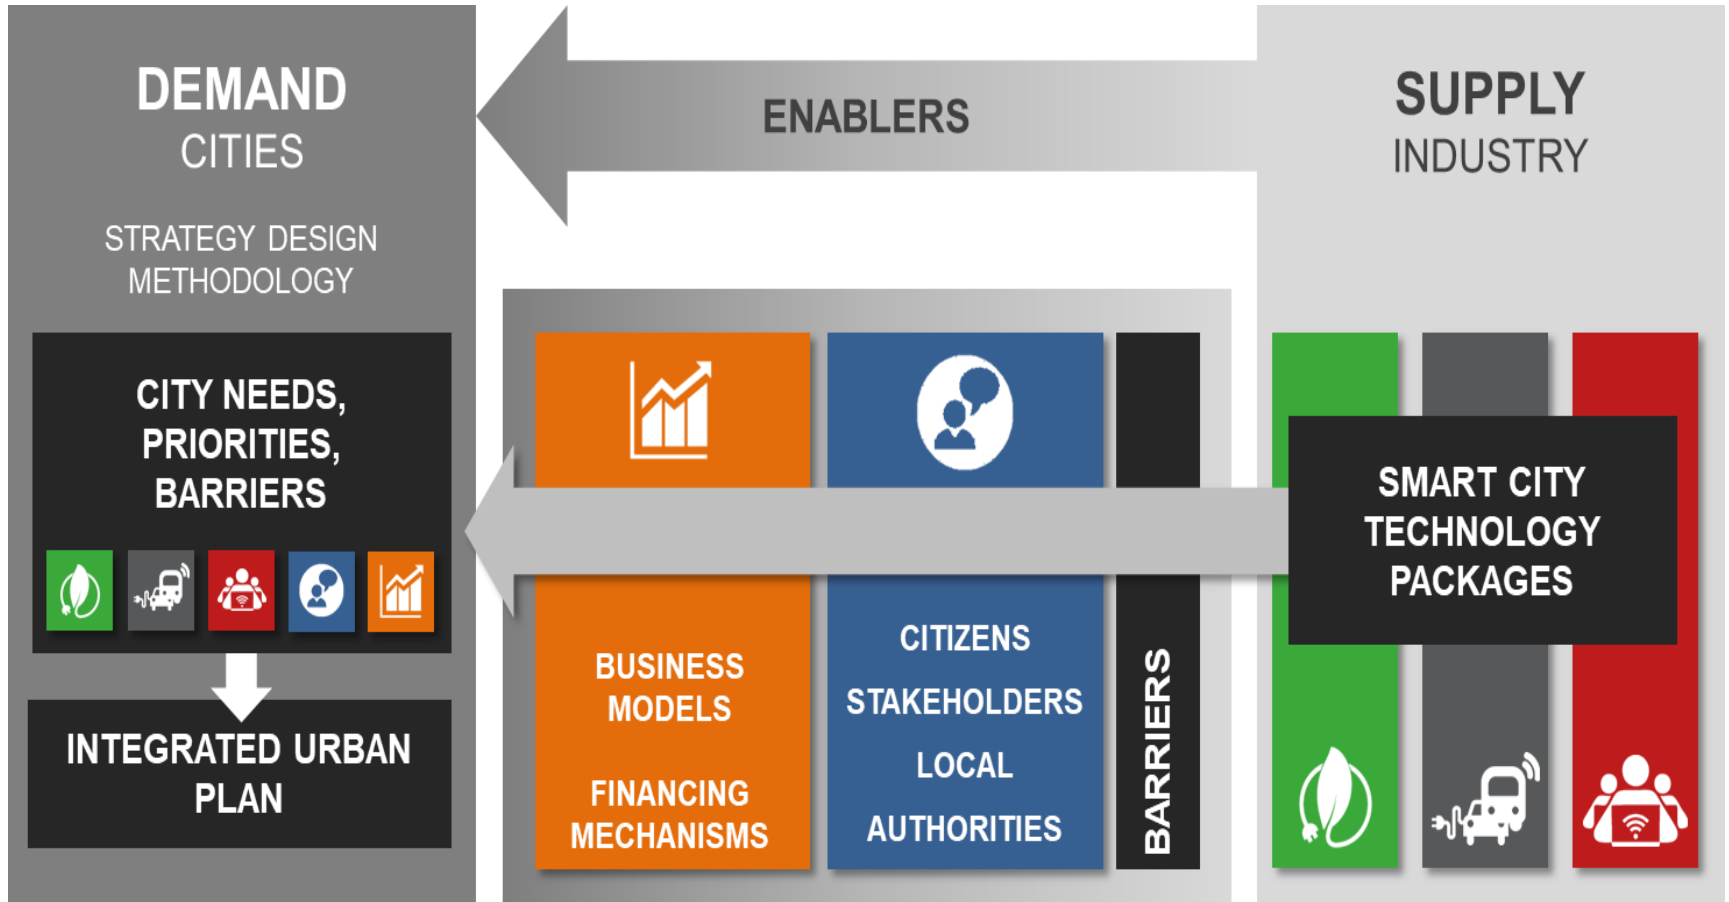 DEMAND
CITIES
STRATEGY DESIGN
METHODOLOGY
CITY NEEDS,
PRIORITIES,
BARRIERS
INTEGRATED URBAN
PLAN
ENABLERS
BUSINESS
MODELS
FINANCING
MECHANISMS
CITIZENS
STAKEHOLDERS
LOCAL
AUTHORITIES
BARRIERS
SUPPLY
INDUSTRY
SMART CITY
TECHNOLOGY
PACKAGES